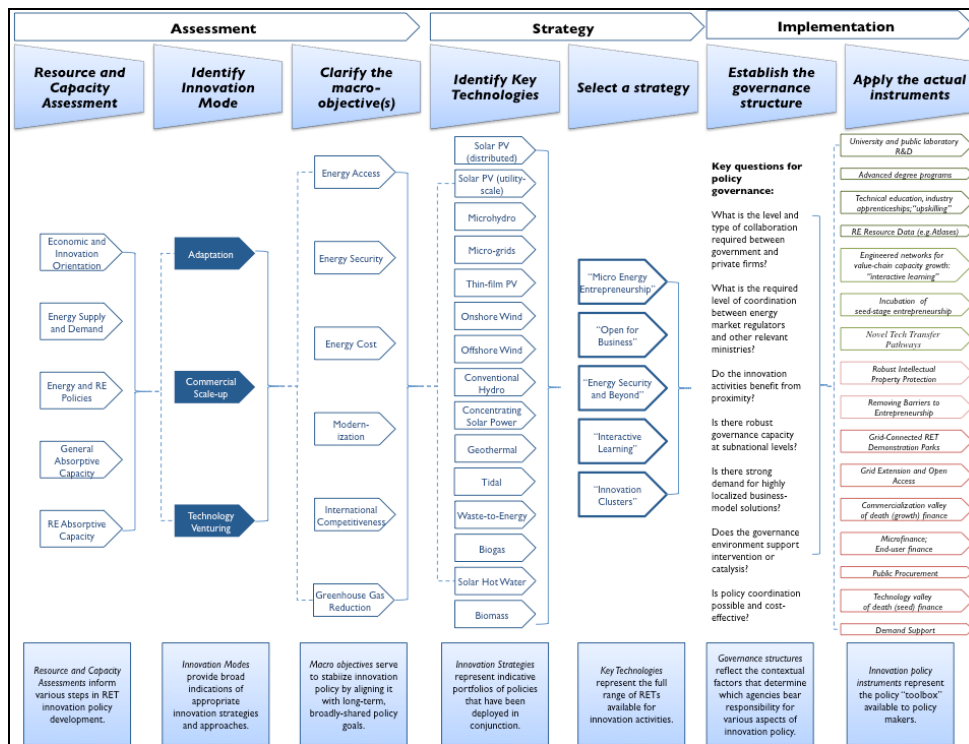 Assessment
Strategy
Implementation
Resource and
Capacity
Assessment
Identify
Innovation
Mode
Clarify the
macro-
objective(s)
Identify Key
Technologies
Select a strategy
Establish the
governance
structure
Apply the actual
instruments
Economic and
Innovation
Orientation
Energy Supply
and Demand
Energy and RE
Policies
General
Absorptive
Capacity
RE Absorptive
Capacity
Adaptation
Commercial
Scale-up
Technology
Venturing
Energy Access
Energy Security
Energy Cost
Modern-
ization
International
Competitiveness
Greenhouse Gas
Reduction
Solar PV
(distributed)
Solar PV (utility-
scale)
Microhydro
Micro-grids
Thin-film PV
Onshore Wind
Offshore Wind
Conventional
Hydro
Concentrating
Solar Power
Geothermal
Tidal
Waste-to-Energy
Biogas
Solar Hot Water
Biomass
"Micro Energy
Entrepreneurship"
"Open for
Business"
"Energy Security
and Beyond"
"Interactive
Learning"
"Innovation
Clusters"
Key questions for
policy
governance:
What is the level and
type of collaboration
required between
government and
private firms?
What is the required
level of coordination
between energy
market regulators
and other relevant
ministries?
Do the innovation
activities benefit from
proximity?
Is there robust
governance capacity
at subnational levels?
Is there strong
demand for highly
localized business-
model solutions?
Does the governance
environment support
intervention or
catalysis?
Is policy coordination
possible and cost-
effective?
University and public laboratory
R&D
Advanced degree programs
Technical education, industry
apprenticeships; "upskilling"
RE Resource Data (e.g. Atlases)
Engineered networks for
value-chain capacity growth:
"interactive learning"
Incubation of
seed-stage entrepreneurship
Novel Tech Transfer
Pathways
Robust Intellectual
Property Protection
Removing Barriers to
Entrepreneurship
Grid-Connected RET
Demonstration Parks
Grid Extension and Open
Access
Commercialization valley
of death (growth) finance
Microfinance;
End-user finance
Public Procurement
Technology valley
of death (seed) finance
Demand Support
Resource and Capacity
Assessments inform
various steps in RET
innovation policy
development.
Innovation Modes
provide broad
indications of
appropriate
innovation strategies
and approaches.
Macro objectives serve
to stabiize innovation
policy by aligning it
with long-term,
broadly-shared policy
goals.
Innovation Strategies
represent indicative
portfolios of policies
that have been
deployed in
conjunction.
Key Technologies
represent the full
range of RETs
available for
innovation activities.
Governance structures
reflect the contextual
factors that determine
which agencies bear
responsibility for
various aspects of
innovation policy.
Innovation policy
instruments represent
the policy "toolbox"
available to policy
makers.